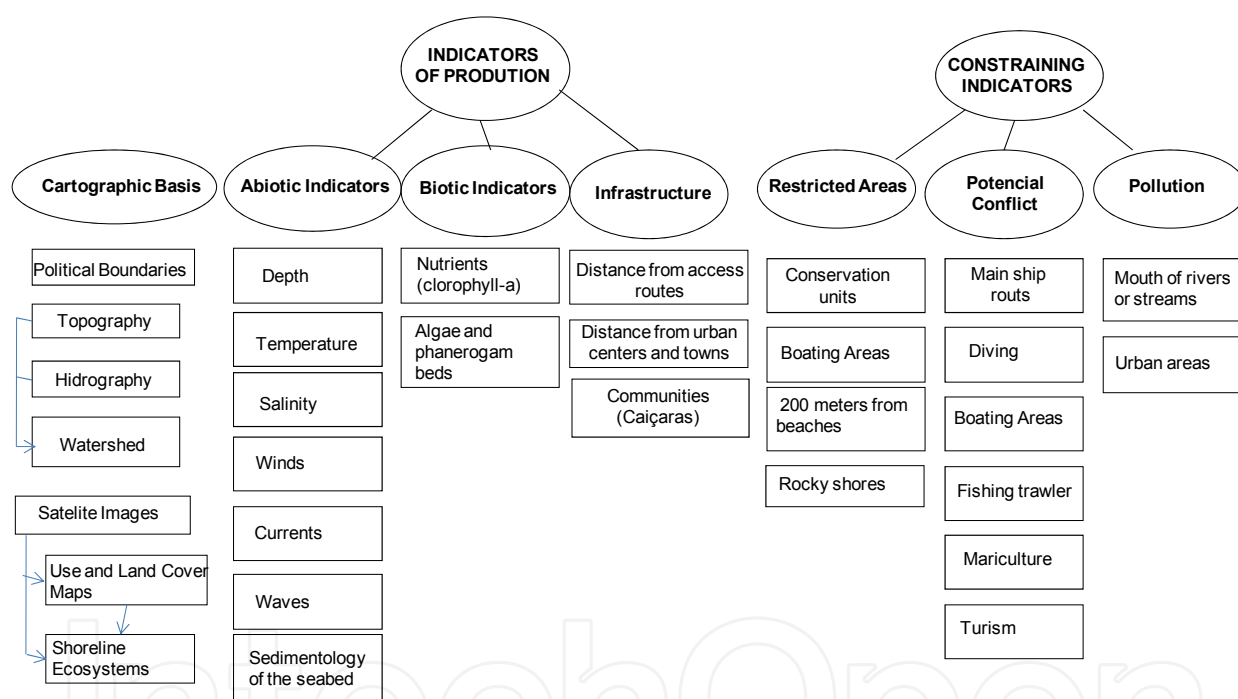 INDICATORS
OF PRODUTION
CONSTRAINING
INDICATORS
Cartographic Basis
Abiotic Indicators
Biotic Indicators
Infrastructure
Restricted Areas
Potencial
Conflict
Pollution
Political Boundaries
Topography
Hidrography
Watershed
Satelite Images
Use and Land Cover
Maps
Shoreline
Ecosystems
Depth
Temperature
Salinity
Winds
Currents
Waves
Sedimentology
of the seabed
Nutrients
(clorophyll-a)
Algae and
phanerogam
beds
Distance from access
routes
Distance from urban
centers and towns
Communities
(Caiçaras)
Conservation
units
Boating Areas
200 meters from
beaches
Rocky shores
Main ship
routs
Diving
Boating Areas
Fishing trawler
Mariculture
Turism
Mouth of rivers
or streams
Urban areas
IntechOpen